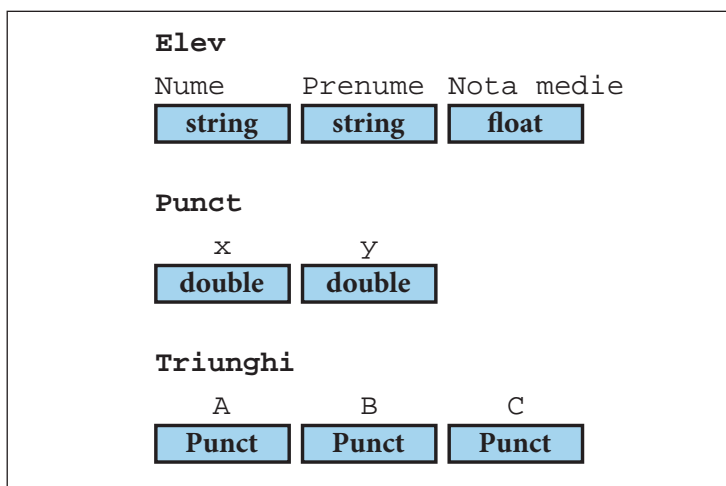 Elev
Nume Prenume Nota medie
string string float
Punct
x y
double double
Triunghi
A B C
Punct Punct Punct